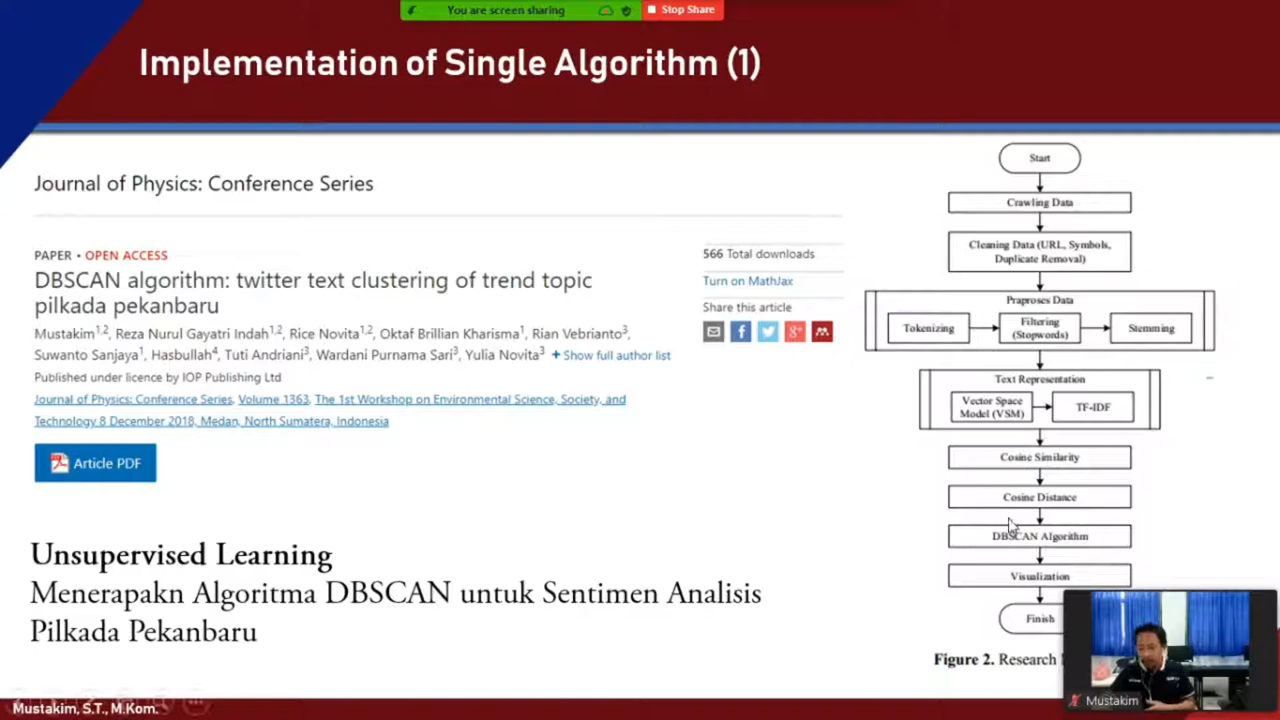 You are screen sharing
Stop Share
Implementation of Single Algorithm (1)
Journal of Physics: Conference Series
PAPER • OPEN ACCESS
DBSCAN algorithm: twitter text clustering of trend topic
pilkada pekanbaru
Mustakim1,2, Reza Nurul Gayatri Indah1,2, Rice Novita1,2, Oktaf Brillian Kharisma1, Rian Vebrianto3,
Suwanto Sanjaya1, Hasbullah4, Tuti Andriani3, Wardani Purnama Sari3, Yulia Novita3 + Show full author list
Published under licence by IOP Publishing Ltd
Journal of Physics: Conference Series, Volume 1363, The 1st Workshop on Environmental Science, Society, and
Technology 8 December 2018, Medan, North Sumatera, Indonesia
Article PDF
566 Total downloads
Turn on MathJax
Share this article
Unsupervised Learning
Menerapakn Algoritma DBSCAN untuk Sentimen Analisis
Pilkada Pekanbaru
Start
Crawling Data
Cleaning Data (URL, Symbols,
Duplicate Removal)
Praproses Data
Tokenizing
Filtering
(Stopwords)
Stemming
Text Representation
Vector Space
Model (VSM)
TF-IDF
Cosine Similarity
Cosine Distance
DBSCAN Algorithm
Visualization
Finish
Figure 2. Research
Mustakim
Mustakim, S.T., M.Kom.